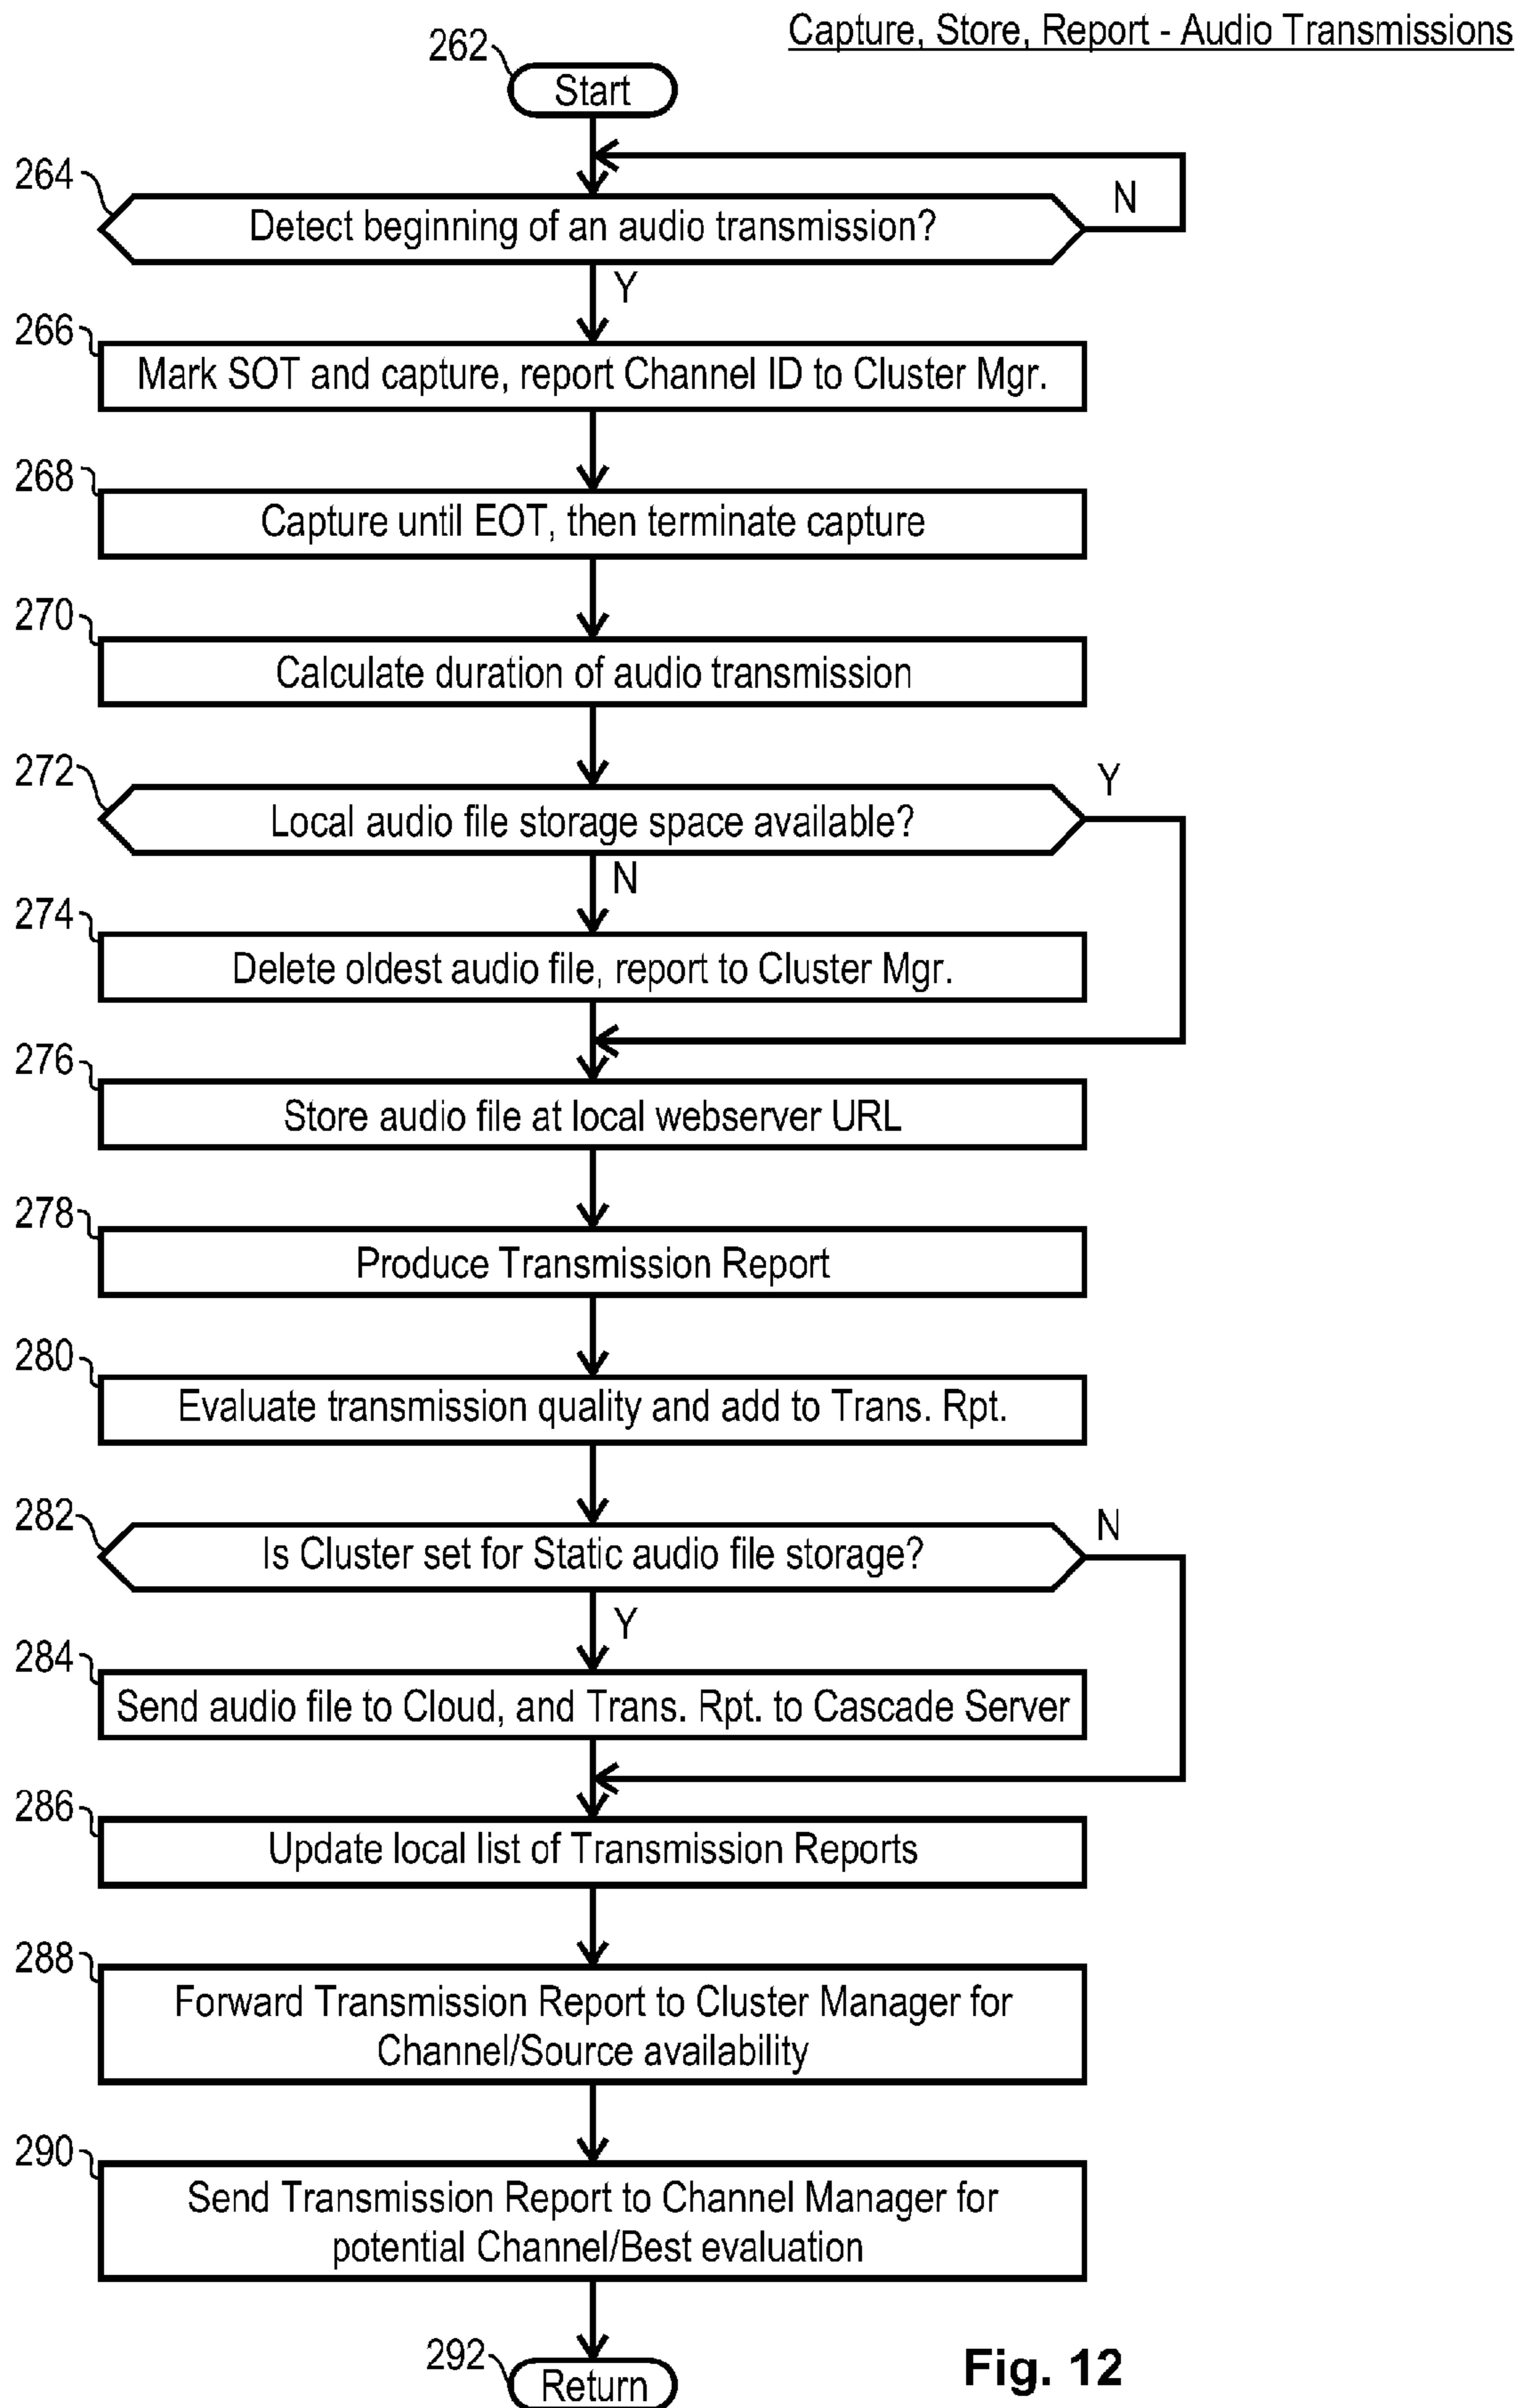 Capture, Store, Report - Audio Transmissions
262
Start
264
Detect beginning of an audio transmission?
N
Y
266
Mark SOT and capture, report Channel ID to Cluster Mgr.
268
Capture until EOT, then terminate capture
270
Calculate duration of audio transmission
272
Local audio file storage space available?
Y
N
274
Delete oldest audio file, report to Cluster Mgr.
276
Store audio file at local webserver URL
278
Produce Transmission Report
280
Evaluate transmission quality and add to Trans. Rpt.
282
Is Cluster set for Static audio file storage?
N
Y
284
Send audio file to Cloud, and Trans. Rpt. to Cascade Server
286
Update local list of Transmission Reports
288
Forward Transmission Report to Cluster Manager for
Channel/Source availability
290
Send Transmission Report to Channel Manager for
potential Channel/Best evaluation
292
Return
Fig. 12